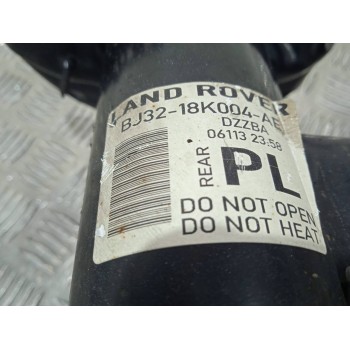 LAND ROVER
BJ32-18K004-AE
DZZBA
06113 23:58
REAR PL
DO NOT OPEN
DO NOT HEAT